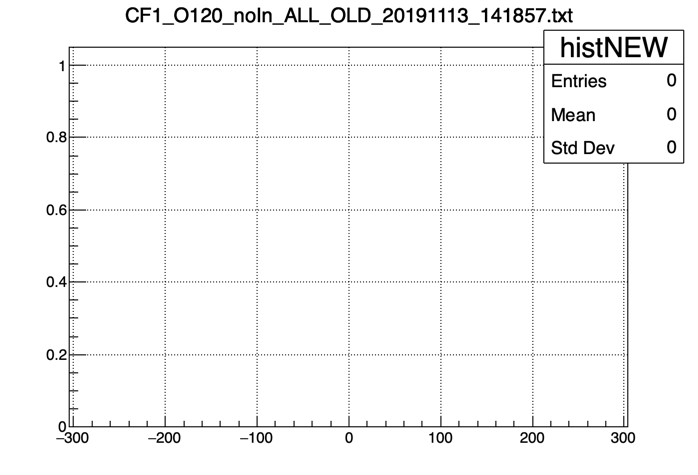 CF1_O120_noIn_ALL_OLD_20191113_141857.txt
histNEW
Entries 0
Mean 0
Std Dev 0
1
0.8
0.6
0.4
0.2
0
−300 −200 −100 0 100 200 300